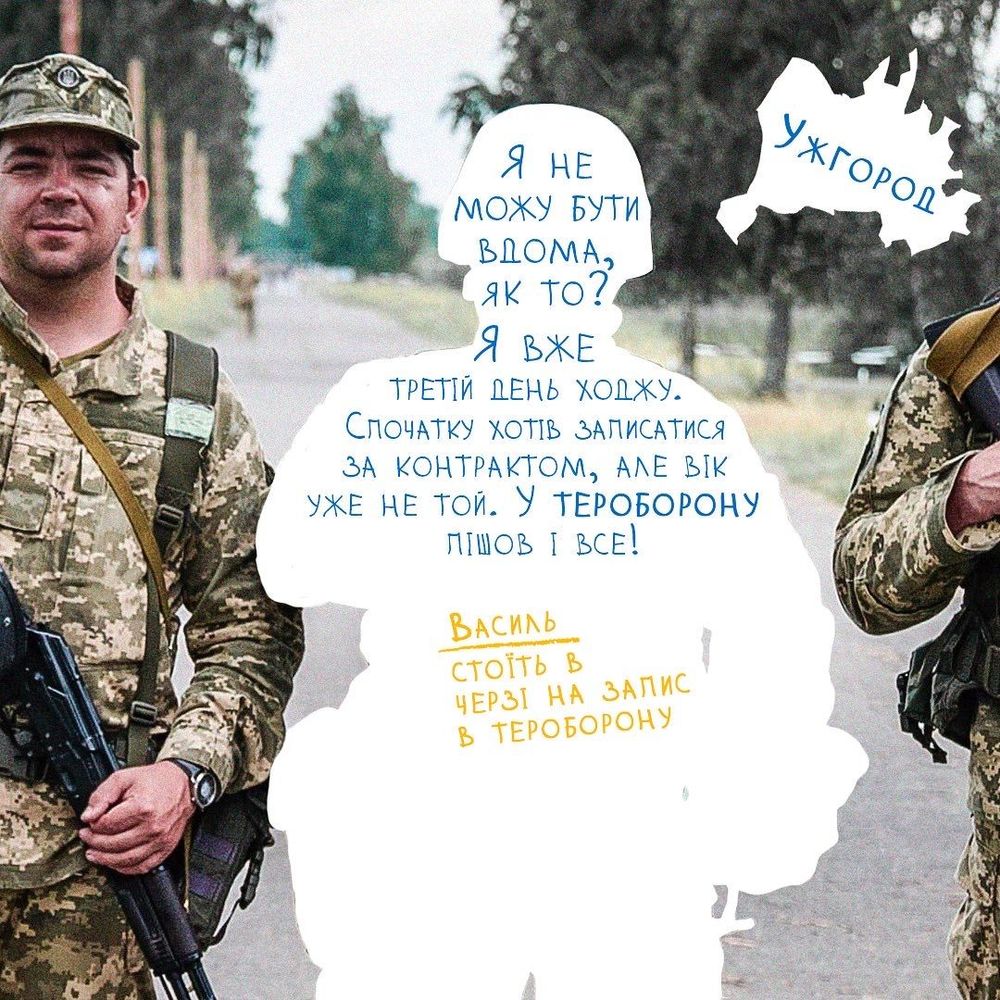 Я не
можу бути
вдома,
як то?
Я вже
третій день ходжу.
Спочатку хотів записатися
за контрактом, але вік
уже не той. У тероборону
пішов і все!
Василь
стоїть в
черзі на запис
в тероборону
Ужгород